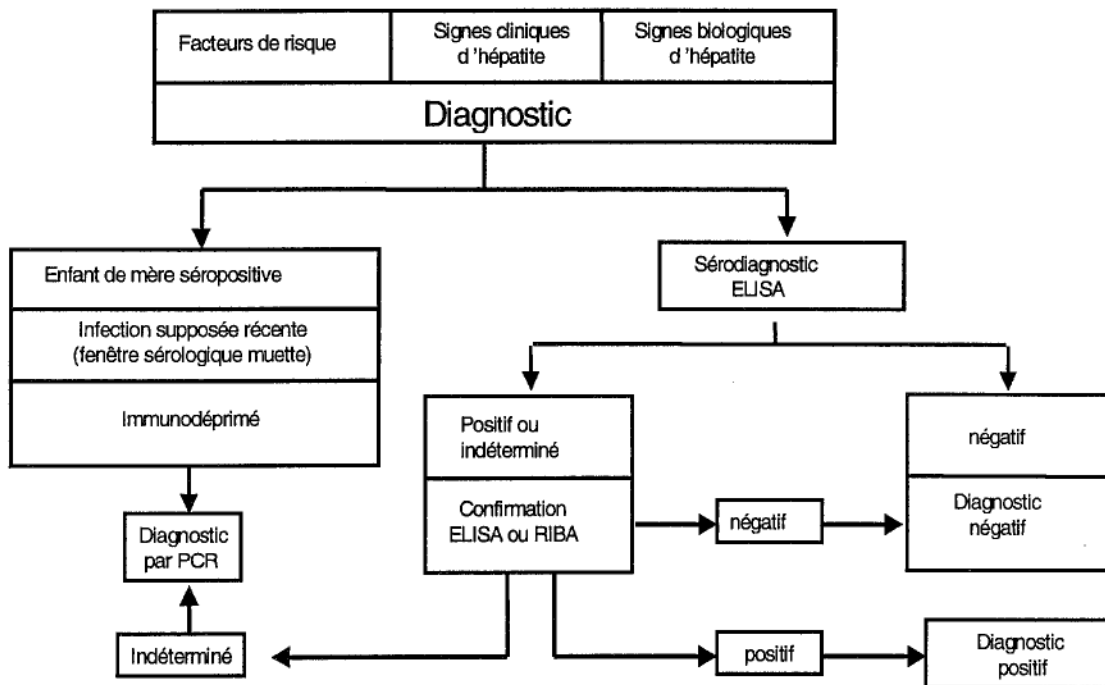 Facteurs de risque
Signes cliniques
d 'hépatite
Signes biologiques
d 'hépatite
Diagnostic
Enfant de mère séropositive
Infection supposée récente
(fenêtre sérologique muette)
Immunodéprimé
Diagnostic
par PCR
Indéterminé
Sérodiagnostic
ELISA
Positif ou
indéterminé
Confirmation
ELISA ou RIBA
négatif
négatif
Diagnostic
négatif
positif
Diagnostic
positif